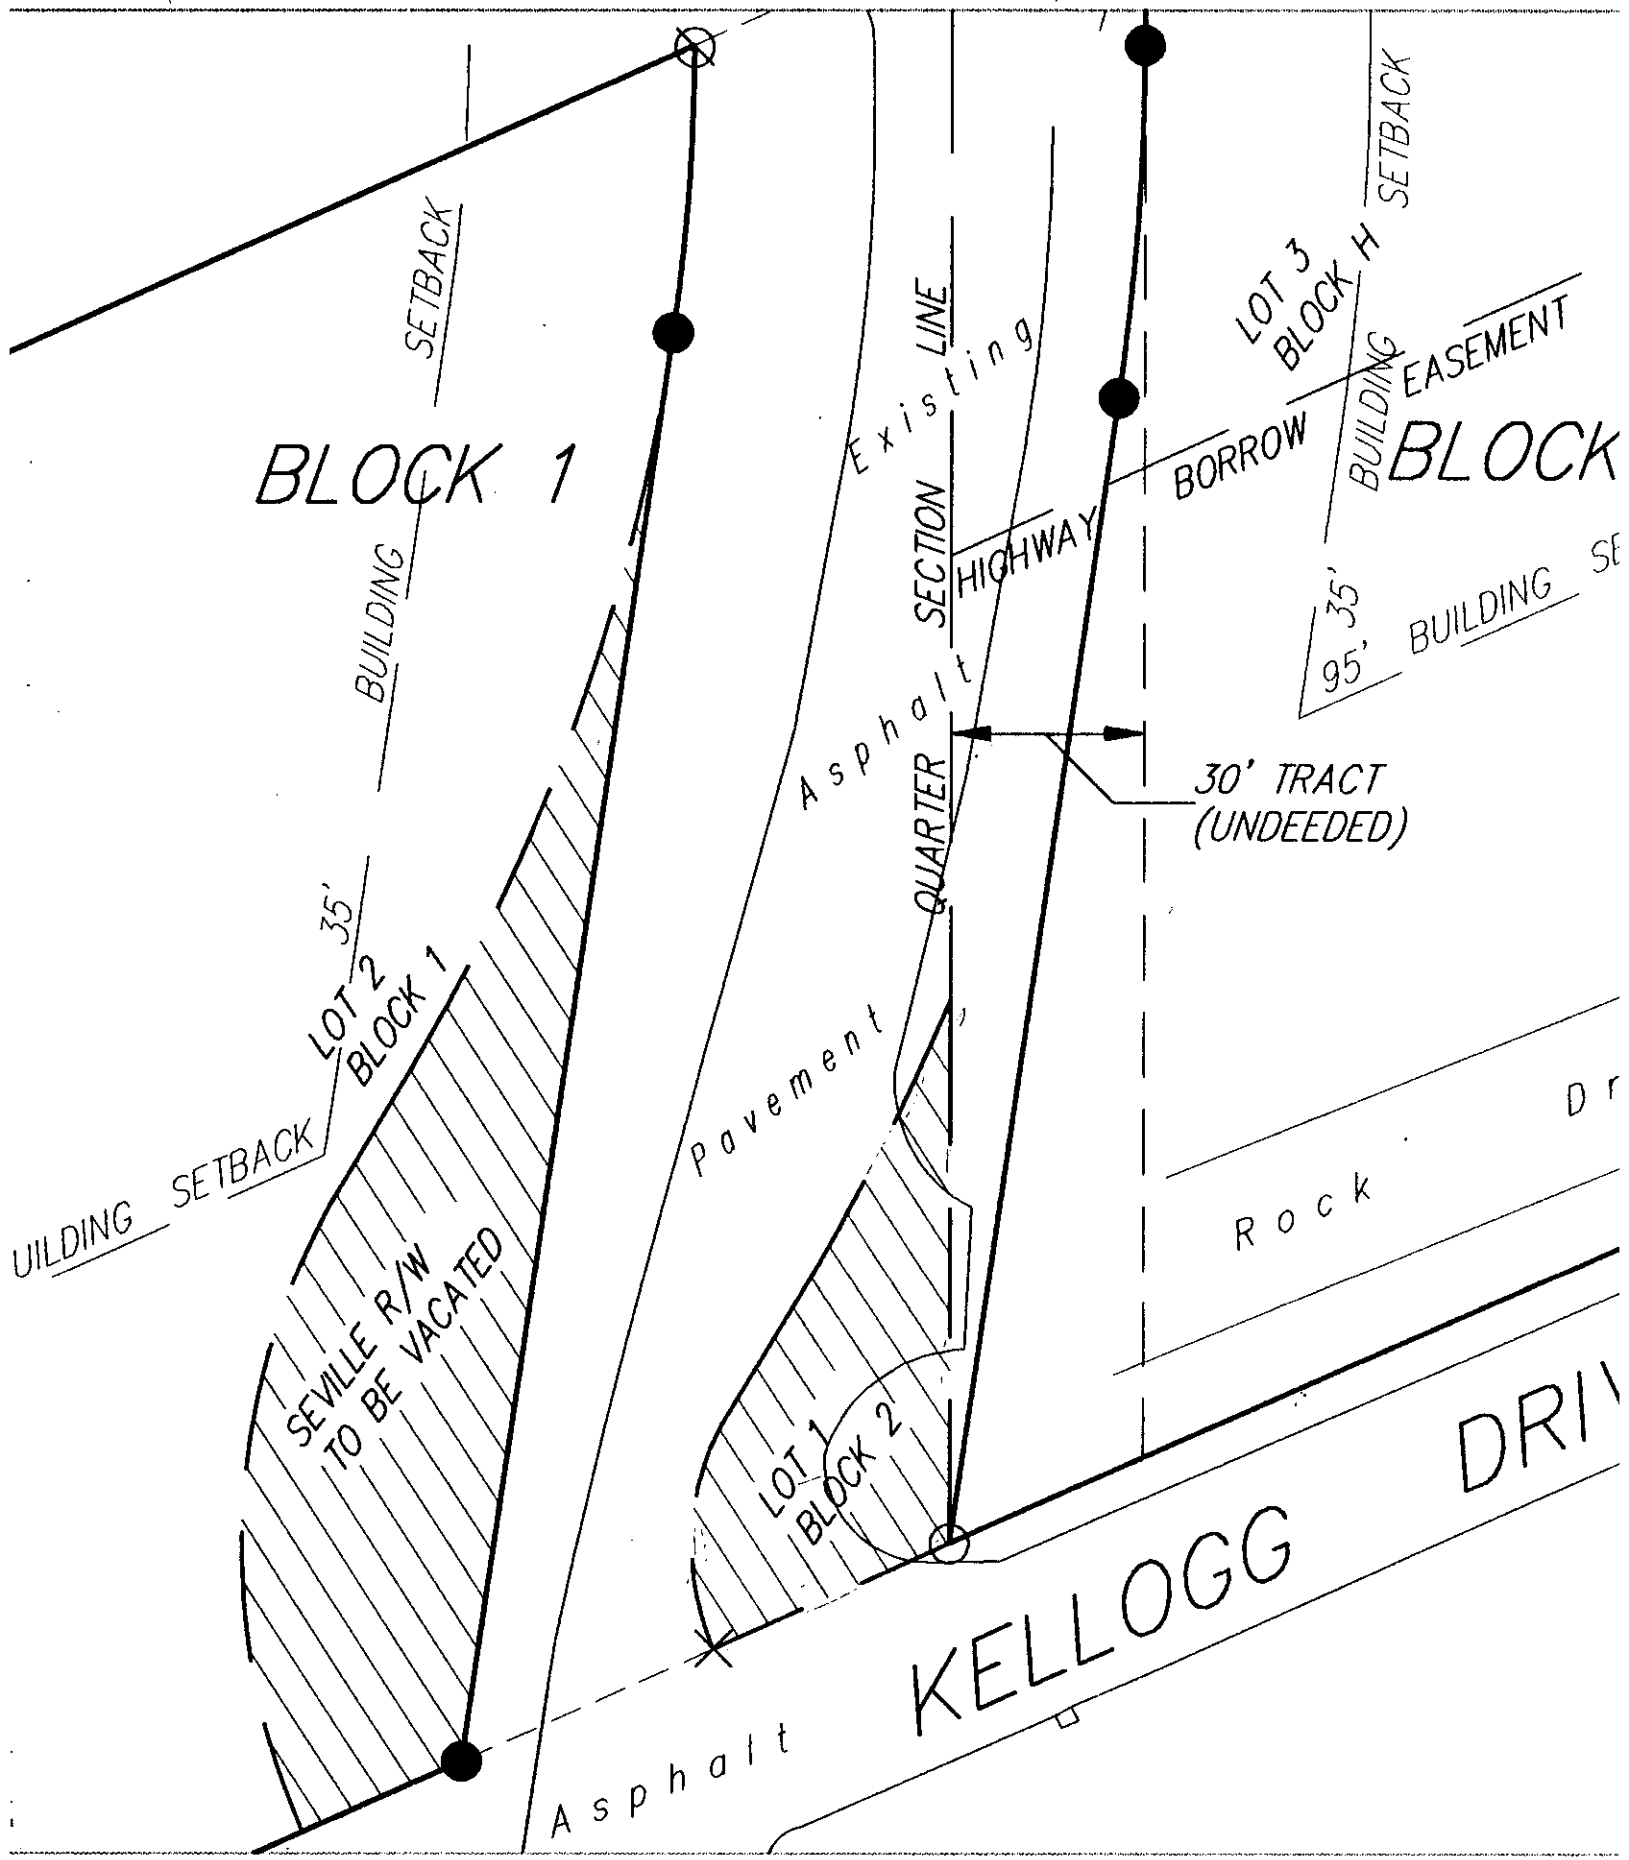 SETBACK
SETBACK
LOT 3
BLOCK H
QUARTER SECTION LINE
Existing
Asphalt
Pavement
HIGHWAY BORROW EASEMENT
BUILDING
BLOCK 1
BLOCK
BUILDING
35'
95' BUILDING SE
30' TRACT
(UNDEEDED)
35'
LOT 2
BLOCK 1
UILDING SETBACK
SEVILLE R/W
TO BE VACATED
LOT 1
BLOCK 2
Rock Dr
KELLOGG DRIV
Asphalt